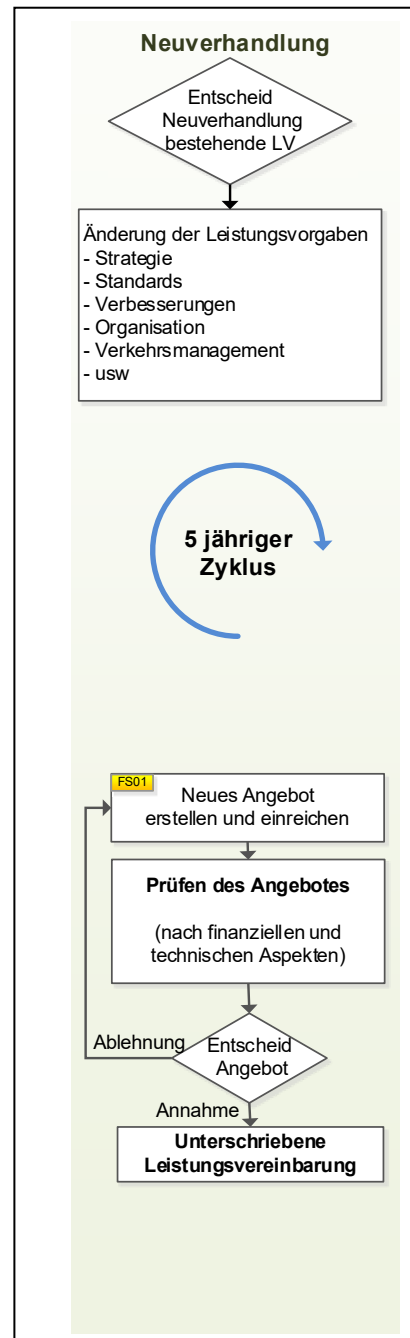 Neuverhandlung
Entscheid
Neuverhandlung
bestehende LV
Änderung der Leistungsvorgaben
- Strategie
- Standards
- Verbesserungen
- Organisation
- Verkehrsmanagement
- usw
5 jähriger
Zyklus
FS01
Neues Angebot
erstellen und einreichen
Prüfen des Angebotes
(nach finanziellen und
technischen Aspekten)
Ablehnung
Entscheid
Angebot
Annahme
Unterschriebene
Leistungsvereinbarung